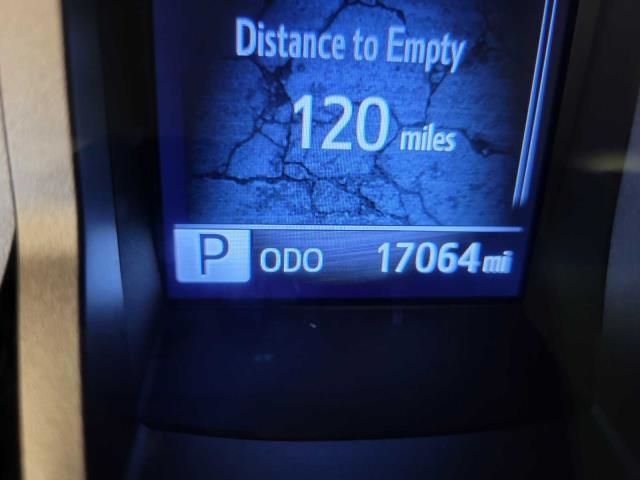 Distance to Empty
120 miles
P ODO 17064 mi